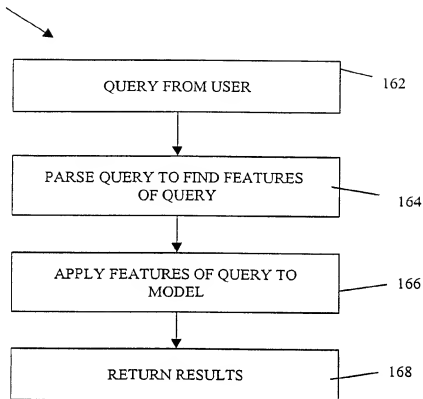 QUERY FROM USER
162
PARSE QUERY TO FIND FEATURES
OF QUERY
164
APPLY FEATURES OF QUERY TO
MODEL
166
RETURN RESULTS
168